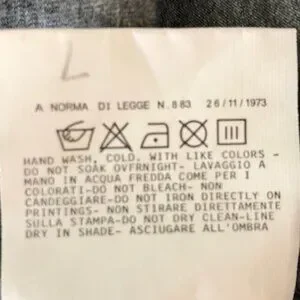 L
A NORMA DI LEGGE N.883 26/11/1973
HAND WASH, COLD. WITH LIKE COLORS -
DO NOT SOAK OVERNIGHT- LAVAGGIO A
MANO IN ACQUA FREDDA COME PER I
COLORATI-DO NOT BLEACH- NON
CANDEGGIARE-DO NOT IRON DIRECTLY ON
PRINTINGS- NON STIRARE DIRETTAMENTE
SULLA STAMPA-DO NOT DRY CLEAN-LINE
DRY IN SHADE- ASCIUGARE ALL'OMBRA